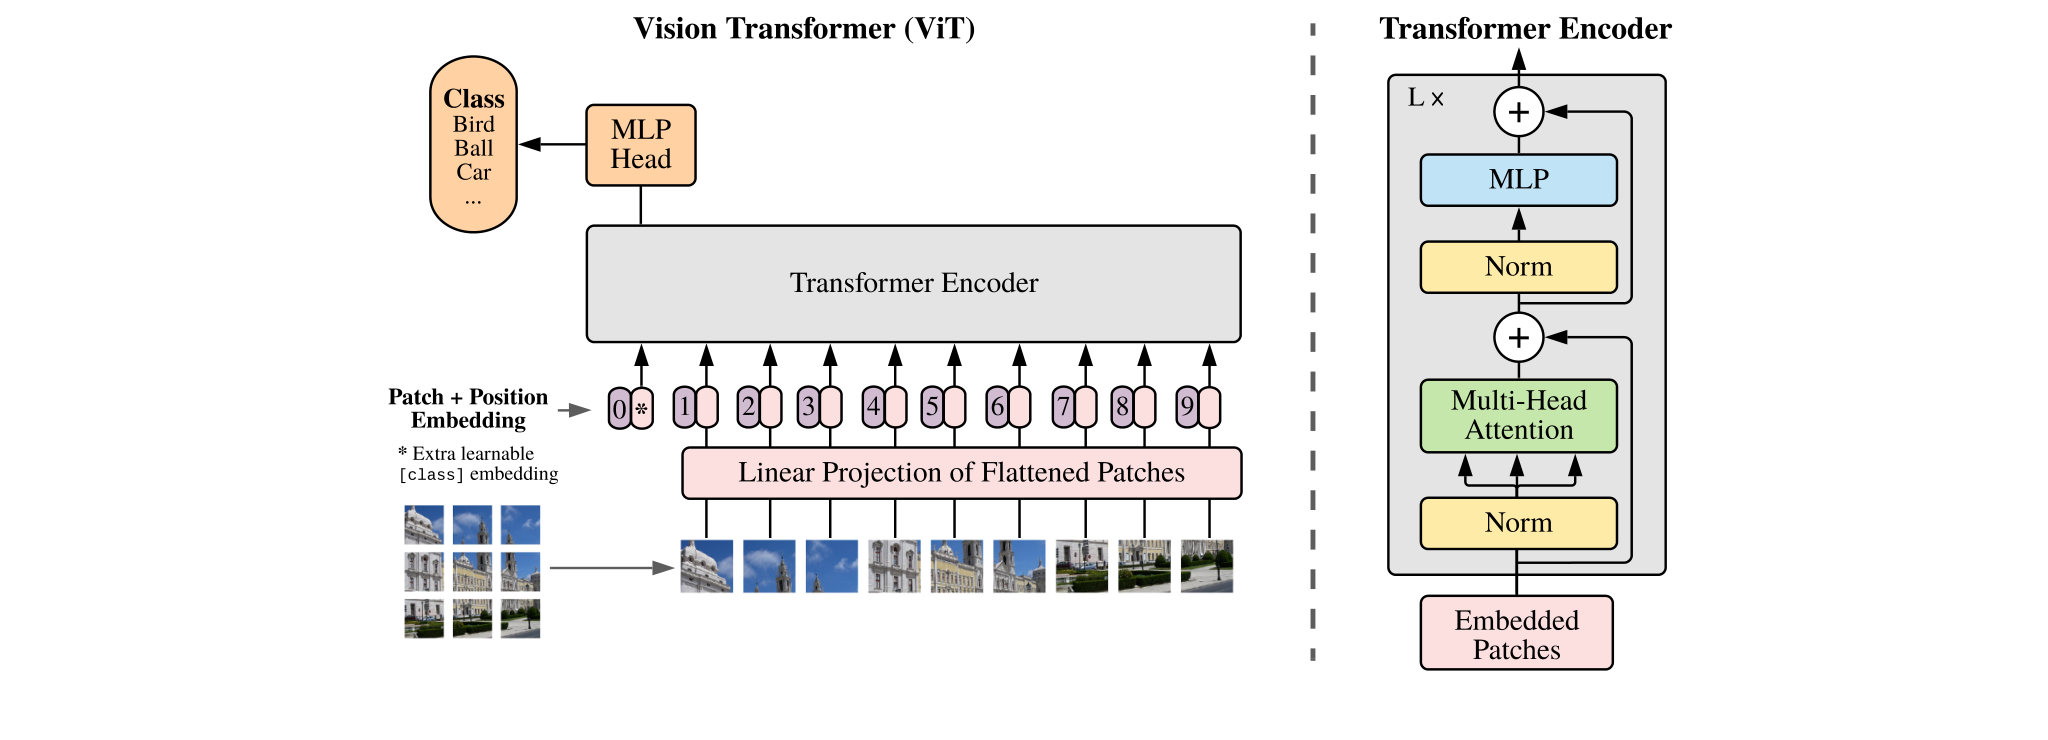 Vision Transformer (ViT)
Class
Bird
Ball
Car
...
MLP
Head
Transformer Encoder
Patch + Position
Embedding
0 * 1 2 3 4 5 6 7 8 9
* Extra learnable
[class] embedding
Linear Projection of Flattened Patches
Transformer Encoder
L ×
+
MLP
Norm
+
Multi-Head
Attention
Norm
Embedded
Patches